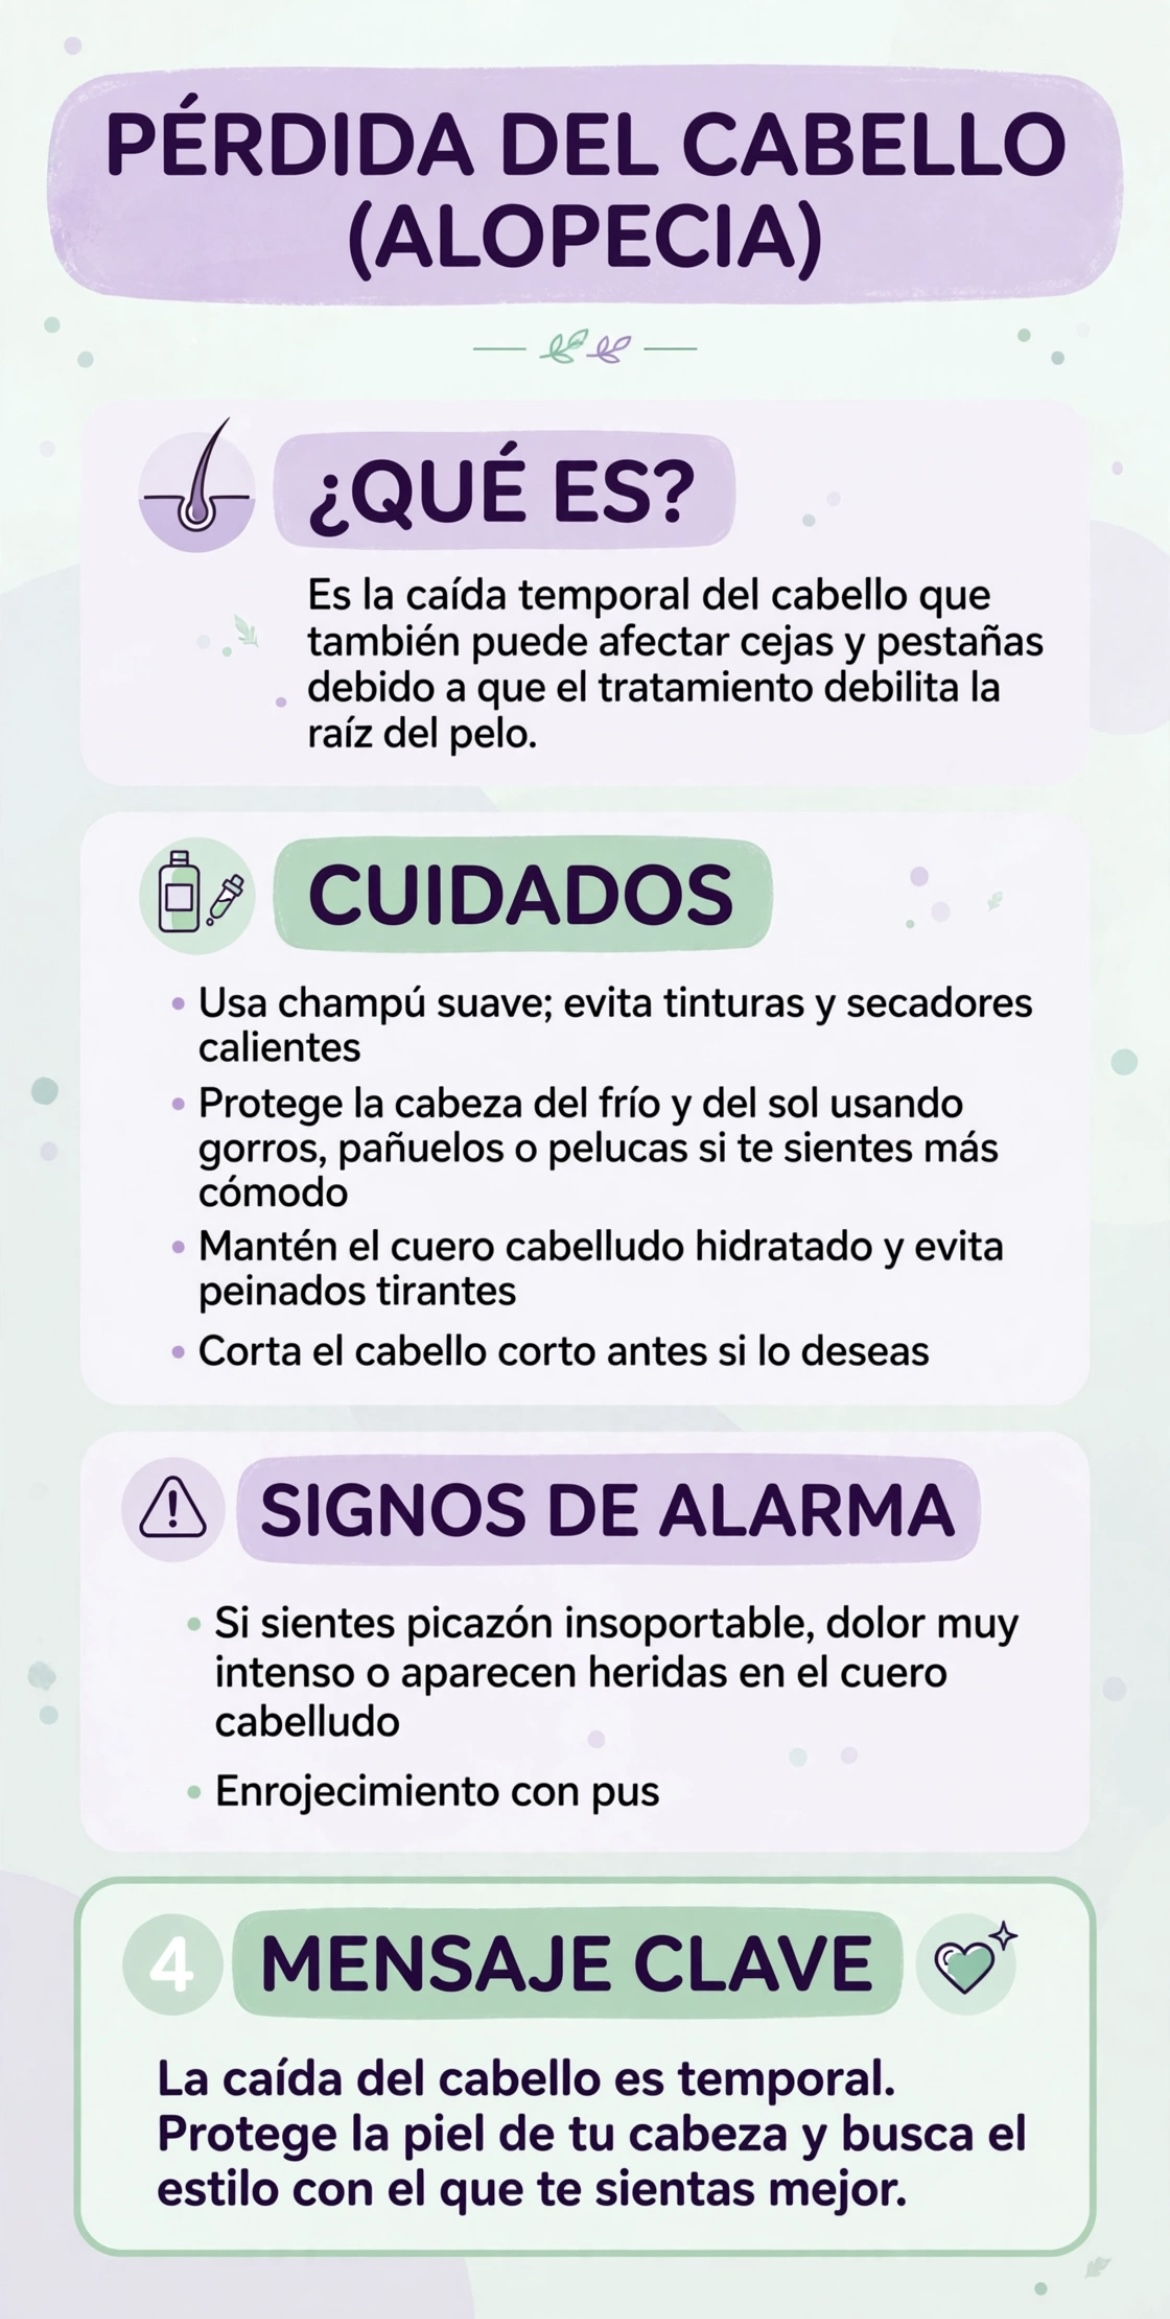 PÉRDIDA DEL CABELLO
(ALOPECIA)
¿QUÉ ES?
Es la caída temporal del cabello que
también puede afectar cejas y pestañas
debido a que el tratamiento debilita la
raíz del pelo.
CUIDADOS
• Usa champú suave; evita tinturas y secadores
calientes
• Protege la cabeza del frío y del sol usando
gorros, pañuelos o pelucas si te sientes más
cómodo
• Mantén el cuero cabelludo hidratado y evita
peinados tirantes
• Corta el cabello corto antes si lo deseas
SIGNOS DE ALARMA
• Si sientes picazón insoportable, dolor muy
intenso o aparecen heridas en el cuero
cabelludo
• Enrojecimiento con pus
4 MENSAJE CLAVE
La caída del cabello es temporal.
Protege la piel de tu cabeza y busca el
estilo con el que te sientas mejor.